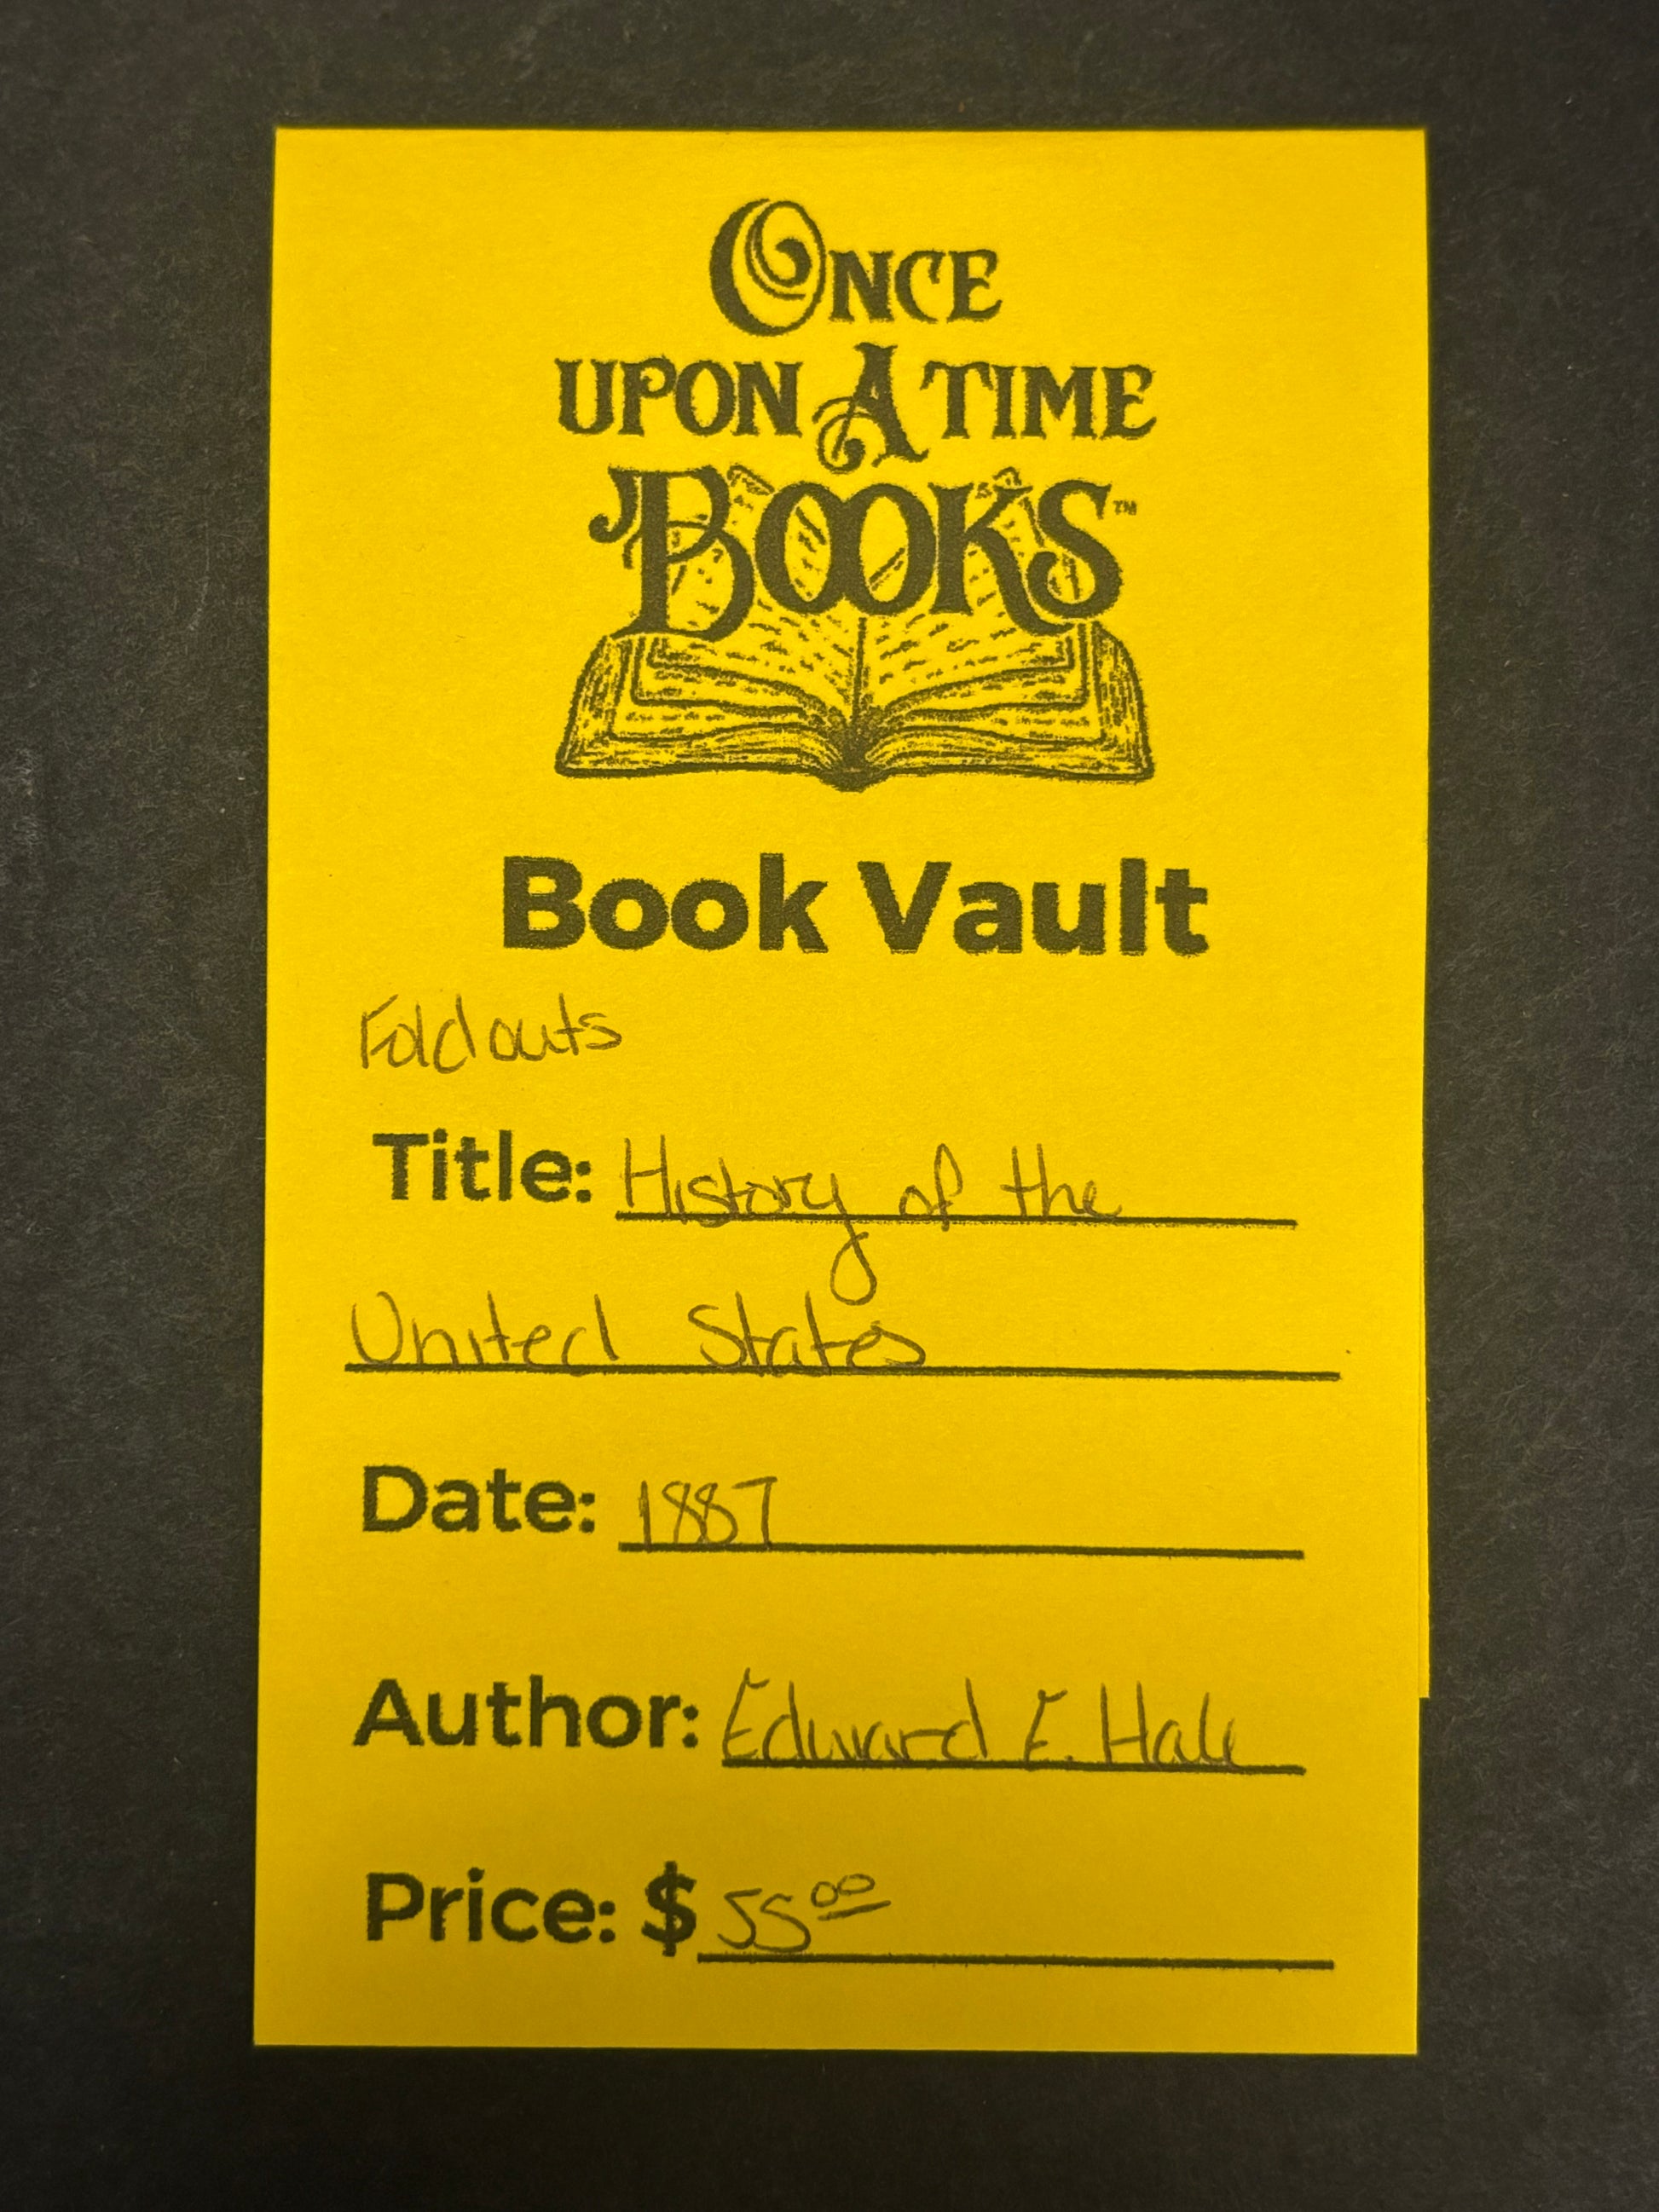 ONCE
UPON A TIME
BOOKS™
Book Vault
Foldouts
Title: History of the
United States
Date: 1887
Author: Edward E. Hale
Price: $55.00